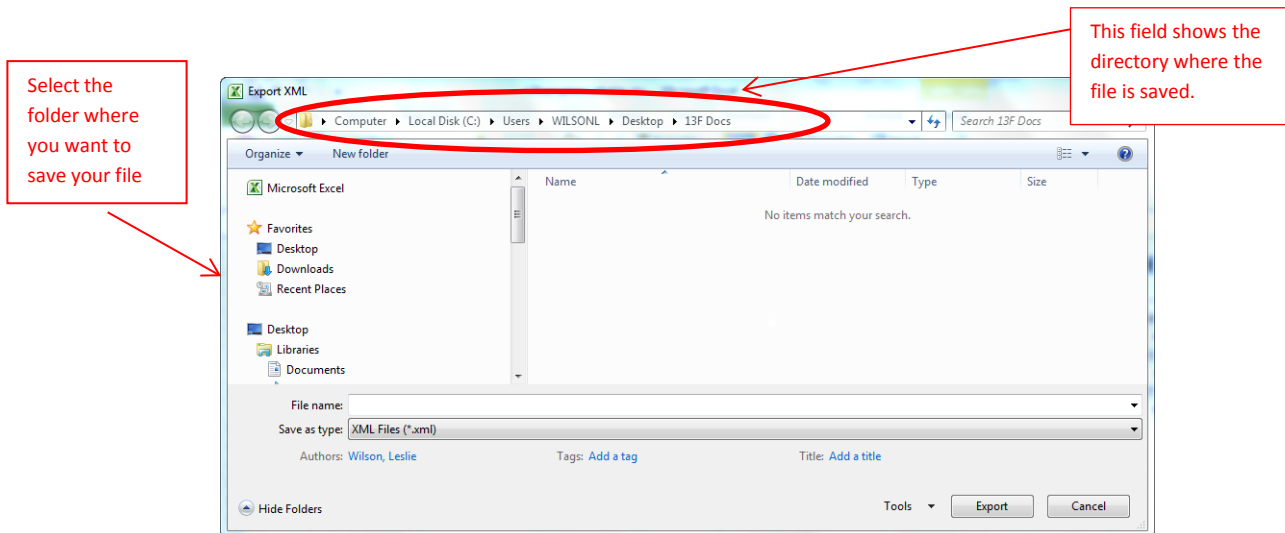 This field shows the
directory where the
file is saved.
Select the
folder where
you want to
save your file
Export XML
Computer Local Disk (C:) Users WILSONL Desktop 13F Docs
Search 13F Docs
Organize New folder
Microsoft Excel
Favorites
Desktop
Downloads
Recent Places
Desktop
Libraries
Documents
Name Date modified Type Size
No items match your search.
File name:
Save as type: XML Files (*.xml)
Authors: Wilson, Leslie Tags: Add a tag Title: Add a title
Hide Folders
Tools Export Cancel